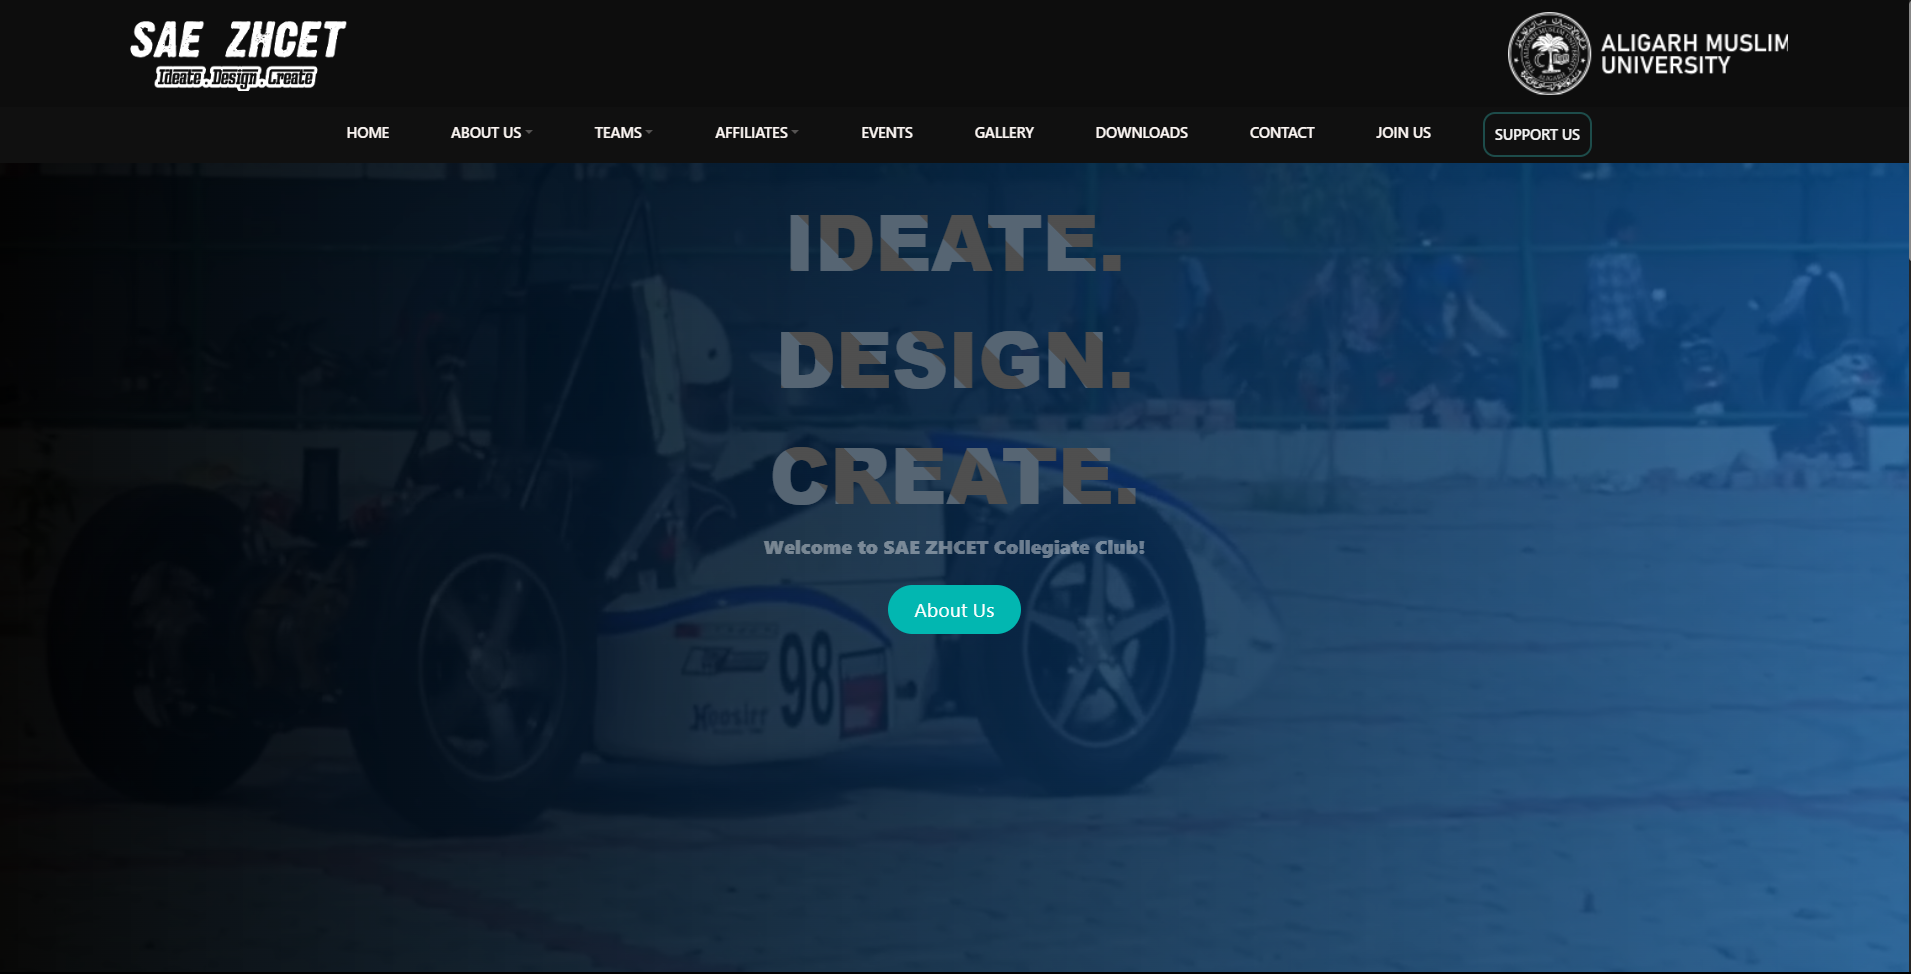 SAE ZHCET
Ideate . Design . Create
ALIGARH MUSLIM
UNIVERSITY
HOME
ABOUT US
TEAMS
AFFILIATES
EVENTS
GALLERY
DOWNLOADS
CONTACT
JOIN US
SUPPORT US
IDEATE.
DESIGN.
CREATE.
Welcome to SAE ZHCET Collegiate Club!
About Us
98
Hoosier